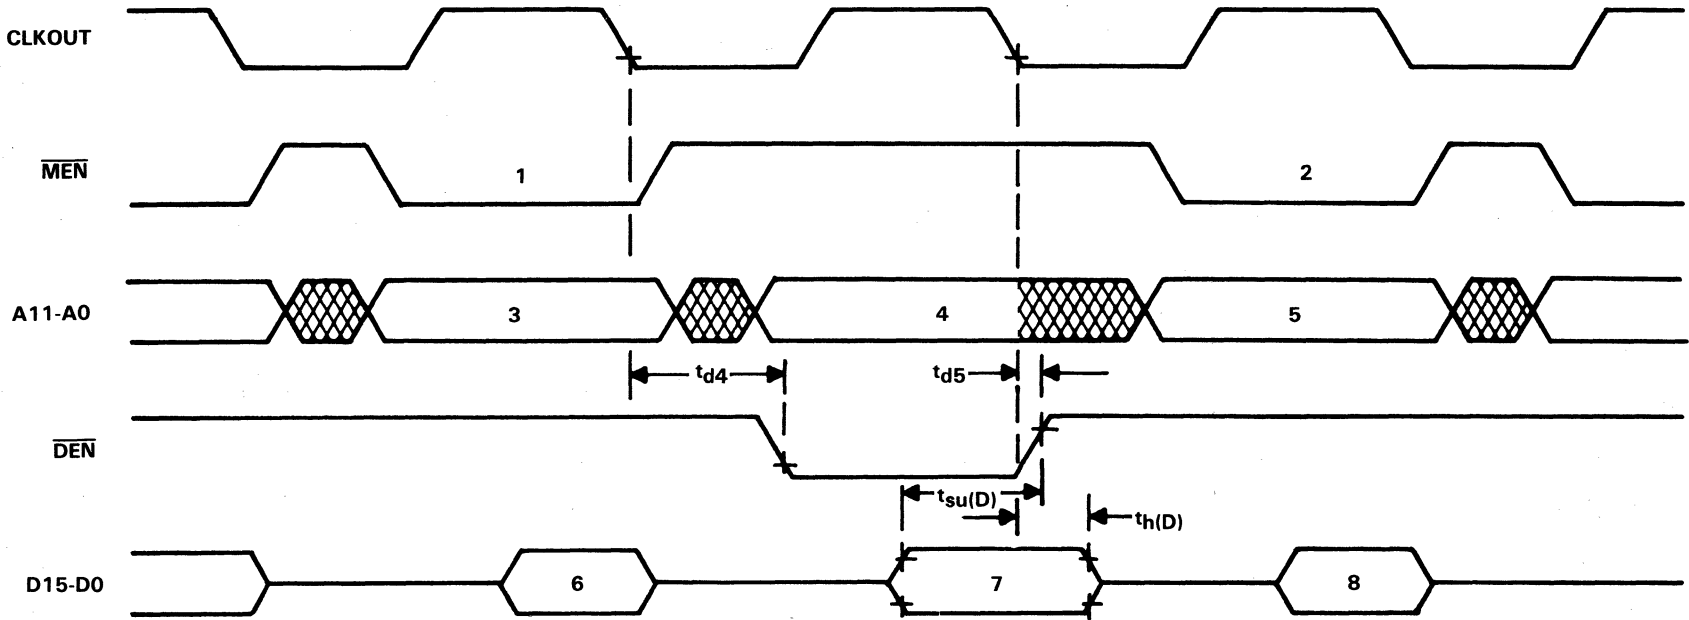 CLKOUT
MEN
1
2
A11-A0
3
4
5
td4
td5
DEN
tsu(D)
th(D)
D15-D0
6
7
8